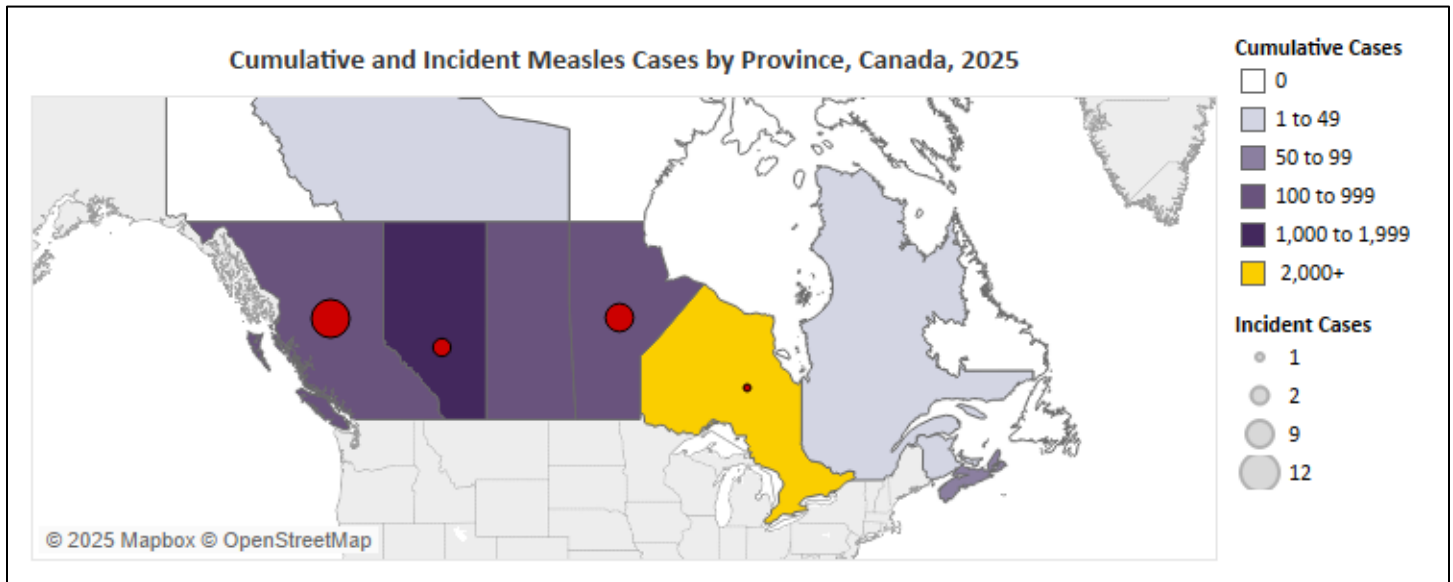 Cumulative and Incident Measles Cases by Province, Canada, 2025
Cumulative Cases
0
1 to 49
50 to 99
100 to 999
1,000 to 1,999
2,000+
Incident Cases
1
2
9
12
© 2025 Mapbox © OpenStreetMap